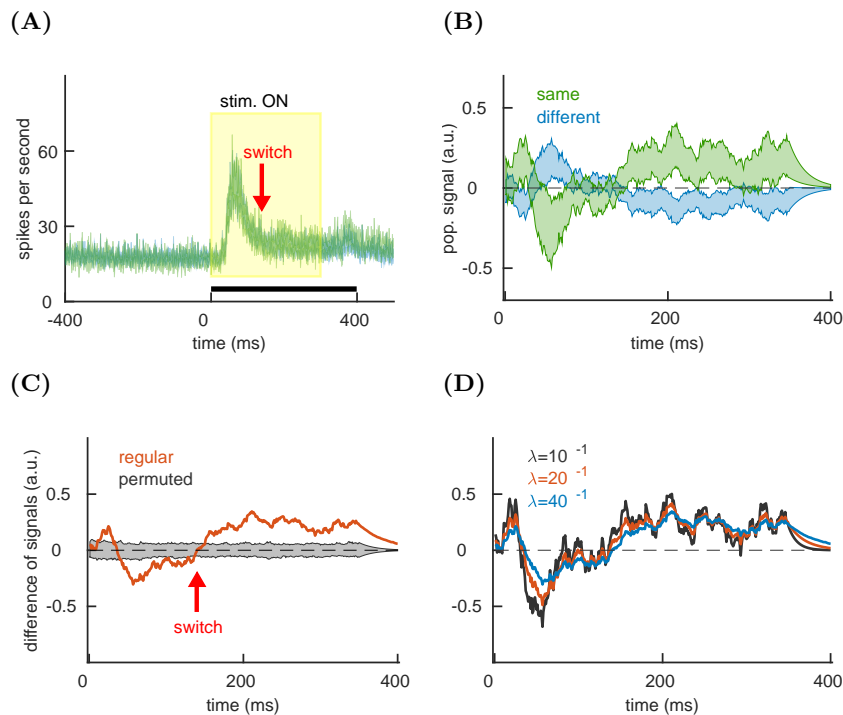 (A)
stim. ON
switch
spikes per second
60
30
0
-400
0
400
time (ms)
(B)
same
different
pop. signal (a.u.)
0.5
0
-0.5
0
200
400
time (ms)
(C)
regular
permuted
difference of signals (a.u.)
0.5
0
-0.5
switch
0
200
400
time (ms)
(D)
λ=10 -1
λ=20 -1
λ=40 -1
0.5
0
-0.5
0
200
400
time (ms)